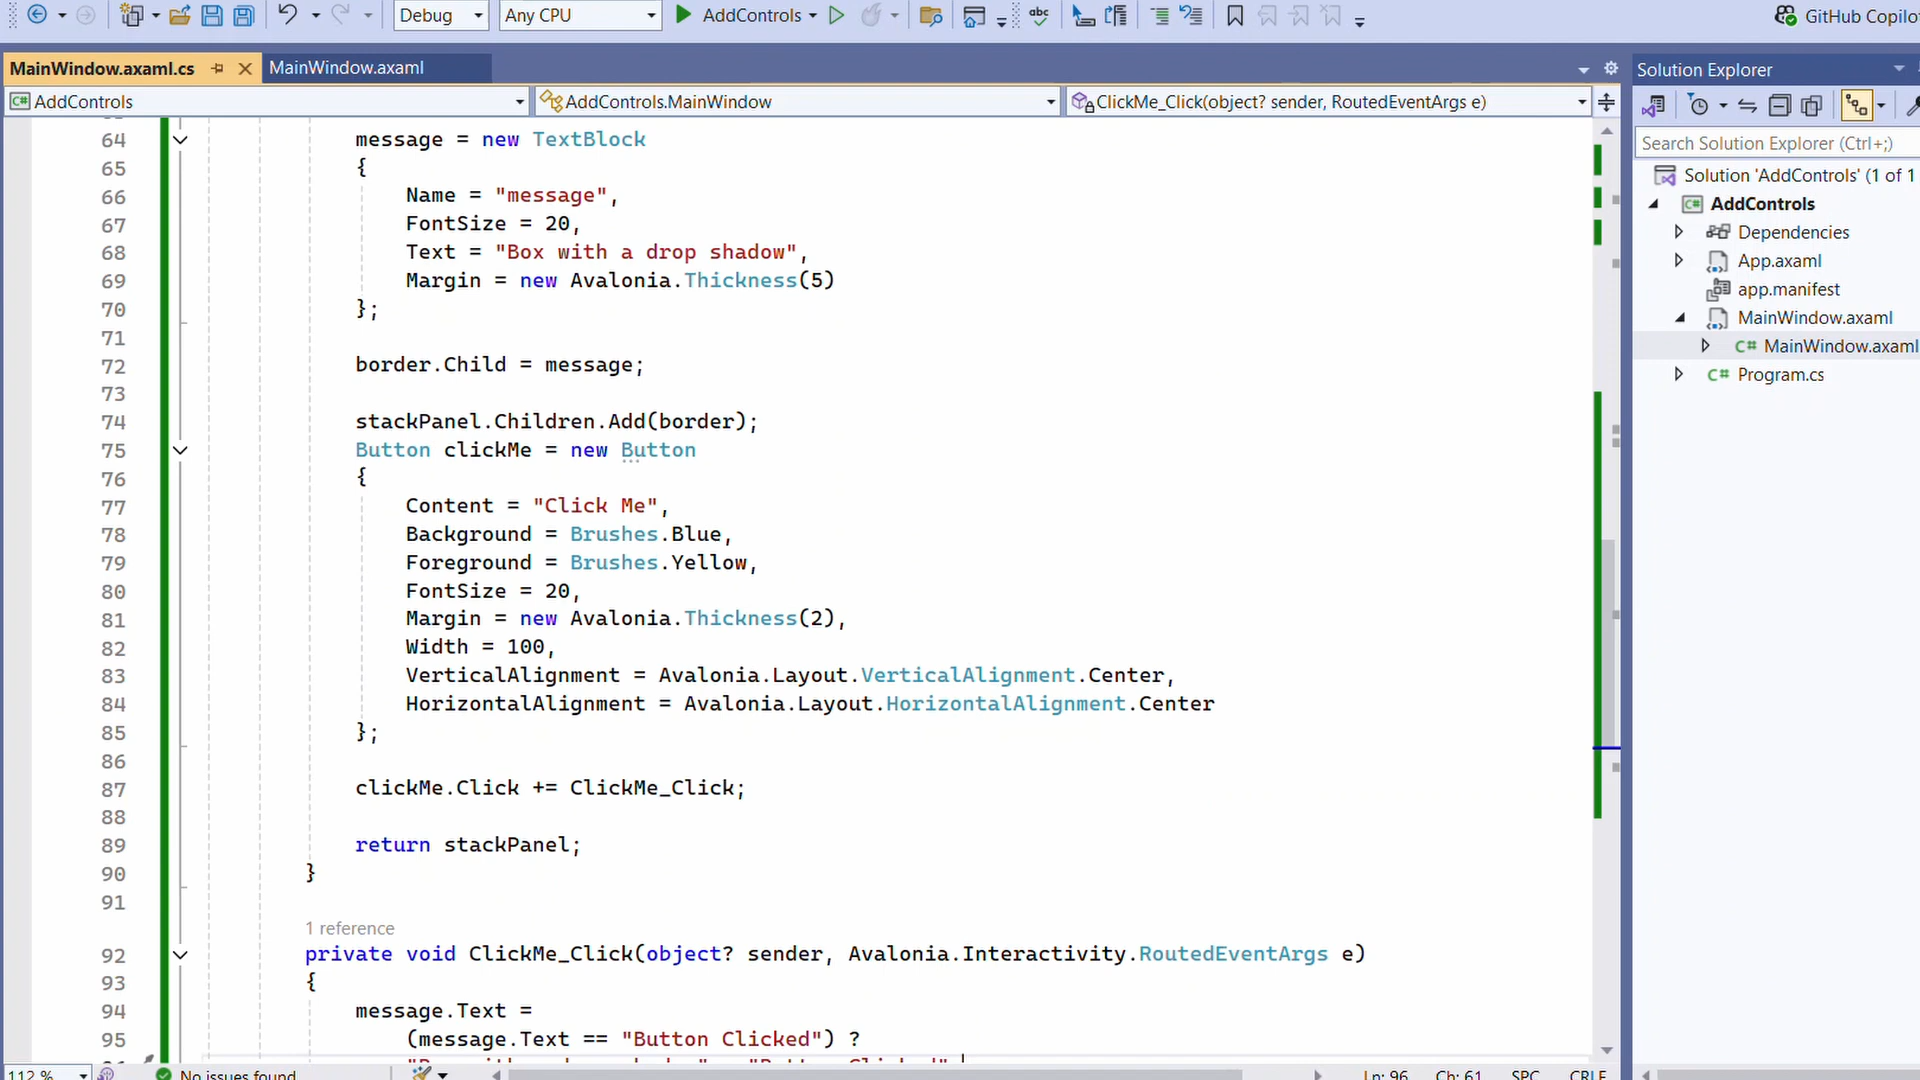 Debug
Any CPU
AddControls
abc
GitHub Copilo
MainWindow.axaml.cs
MainWindow.axaml
Solution Explorer
C# AddControls
AddControls.MainWindow
ClickMe_Click(object? sender, RoutedEventArgs e)
Search Solution Explorer (Ctrl+;)
Solution 'AddControls' (1 of 1
C# AddControls
Dependencies
App.axaml
app.manifest
MainWindow.axaml
C# MainWindow.axaml
C# Program.cs
64 message = new TextBlock
65 {
66 Name = "message",
67 FontSize = 20,
68 Text = "Box with a drop shadow",
69 Margin = new Avalonia.Thickness(5)
70 };
71
72 border.Child = message;
73
74 stackPanel.Children.Add(border);
75 Button clickMe = new Button
76 {
77 Content = "Click Me",
78 Background = Brushes.Blue,
79 Foreground = Brushes.Yellow,
80 FontSize = 20,
81 Margin = new Avalonia.Thickness(2),
82 Width = 100,
83 VerticalAlignment = Avalonia.Layout.VerticalAlignment.Center,
84 HorizontalAlignment = Avalonia.Layout.HorizontalAlignment.Center
85 };
86
87 clickMe.Click += ClickMe_Click;
88
89 return stackPanel;
90 }
91
1 reference
92 private void ClickMe_Click(object? sender, Avalonia.Interactivity.RoutedEventArgs e)
93 {
94 message.Text =
95 (message.Text == "Button Clicked") ?
112 %
No issues found
Ln: 96
Ch: 61
SPC
CRLF